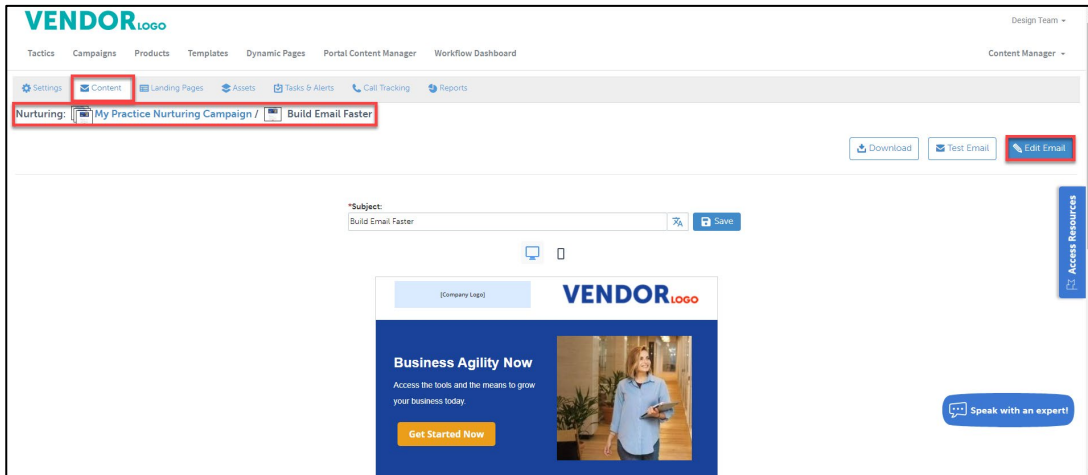 VENDOR LOGO
Design Team
Tactics Campaigns Products Templates Dynamic Pages Portal Content Manager Workflow Dashboard Content Manager
Settings Content Landing Pages Assets Tasks & Alerts Call Tracking Reports
Nurturing: My Practice Nurturing Campaign / Build Email Faster
Download Test Email Edit Email
Access Resources
*Subject:
Build Email Faster Save
[Company Logo] VENDOR LOGO
Business Agility Now
Access the tools and the means to grow
your business today.
Get Started Now
Speak with an expert!